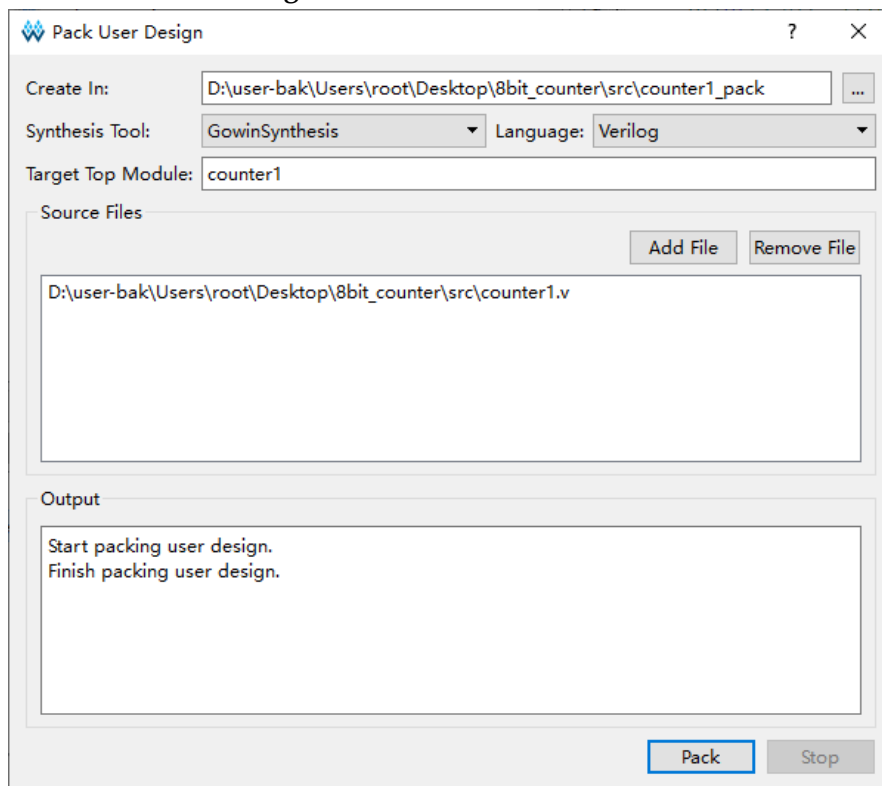 Pack User Design ?
Create In: D:\user-bak\Users\root\Desktop\8bit_counter\src\counter1_pack ...
Synthesis Tool: GowinSynthesis Language: Verilog
Target Top Module: counter1
Source Files
Add File Remove File
D:\user-bak\Users\root\Desktop\8bit_counter\src\counter1.v
Output
Start packing user design.
Finish packing user design.
Pack Stop